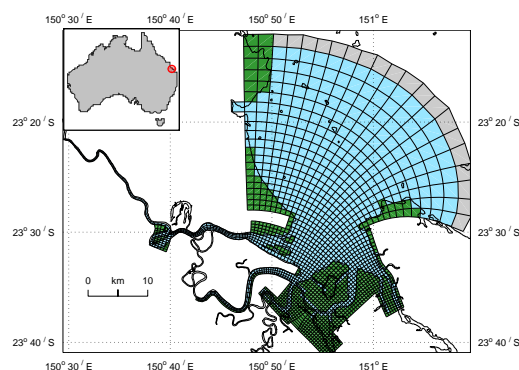 150° 30' E 150° 40' E 150° 50' E 151° E
23° 20' S 23° 20' S
23° 30' S 23° 30' S
0 km 10
23° 40' S 23° 40' S
150° 30' E 150° 40' E 150° 50' E 151° E